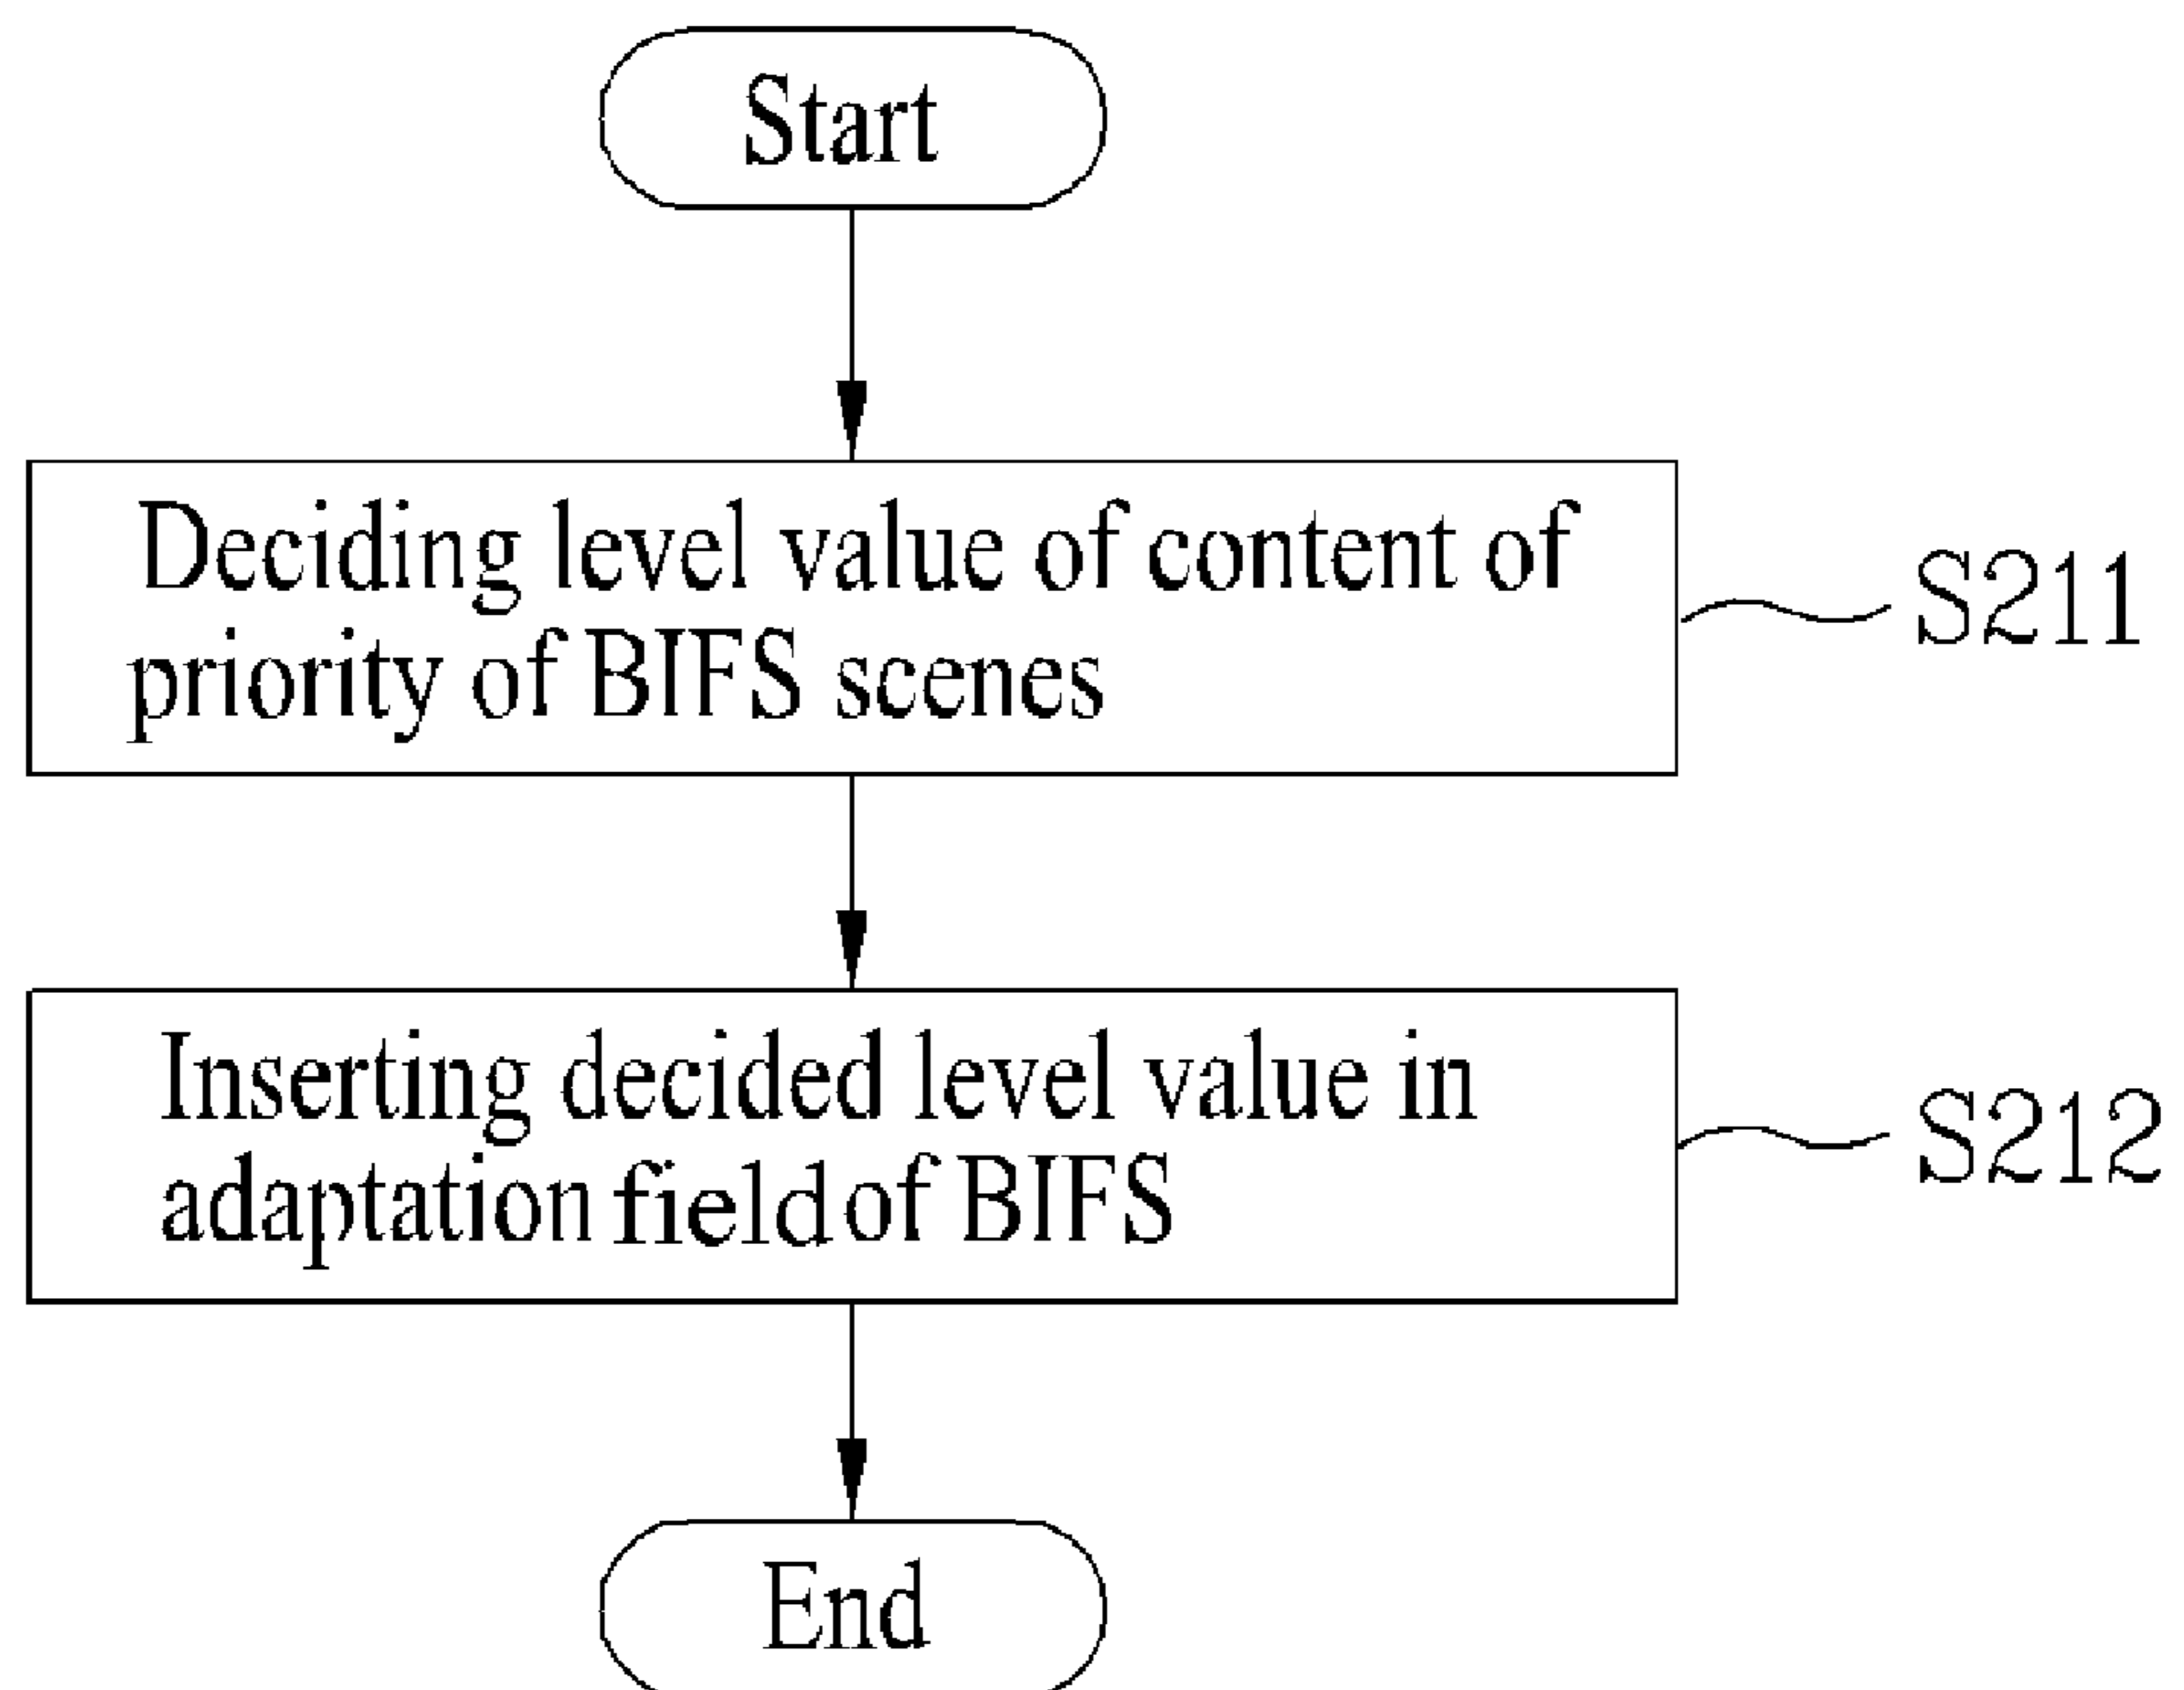 Start
Deciding level value of content of
priority of BIFS scenes
S211
Inserting decided level value in
adaptation field of BIFS
S212
End